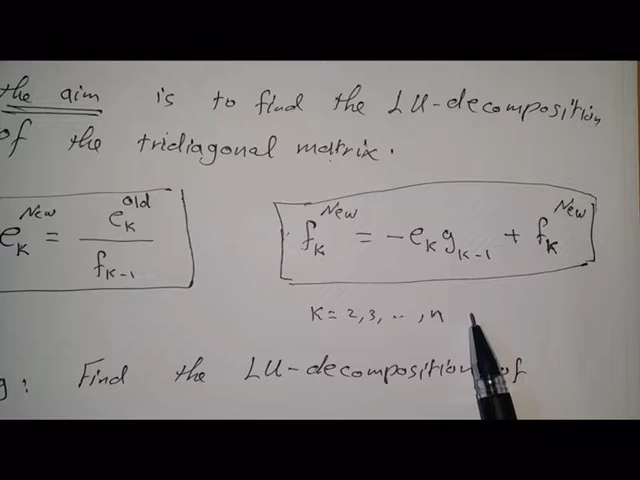 the aim is to find the LU-decomposition
of the tridiagonal matrix.
e_K^New = e_K^old / f_K-1
f_K^New = -e_K g_K-1 + f_K^New
K = 2, 3, .. , n
g: Find the LU-decomposition of